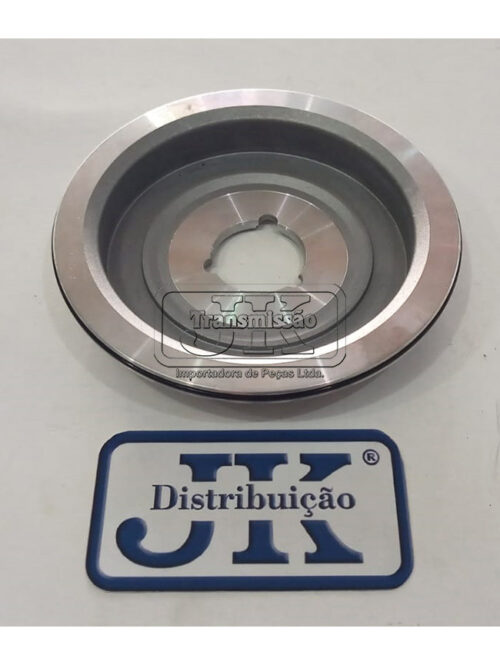 Transmissão
JK
Importadora de Peças Ltda.
JK
Distribuição
®